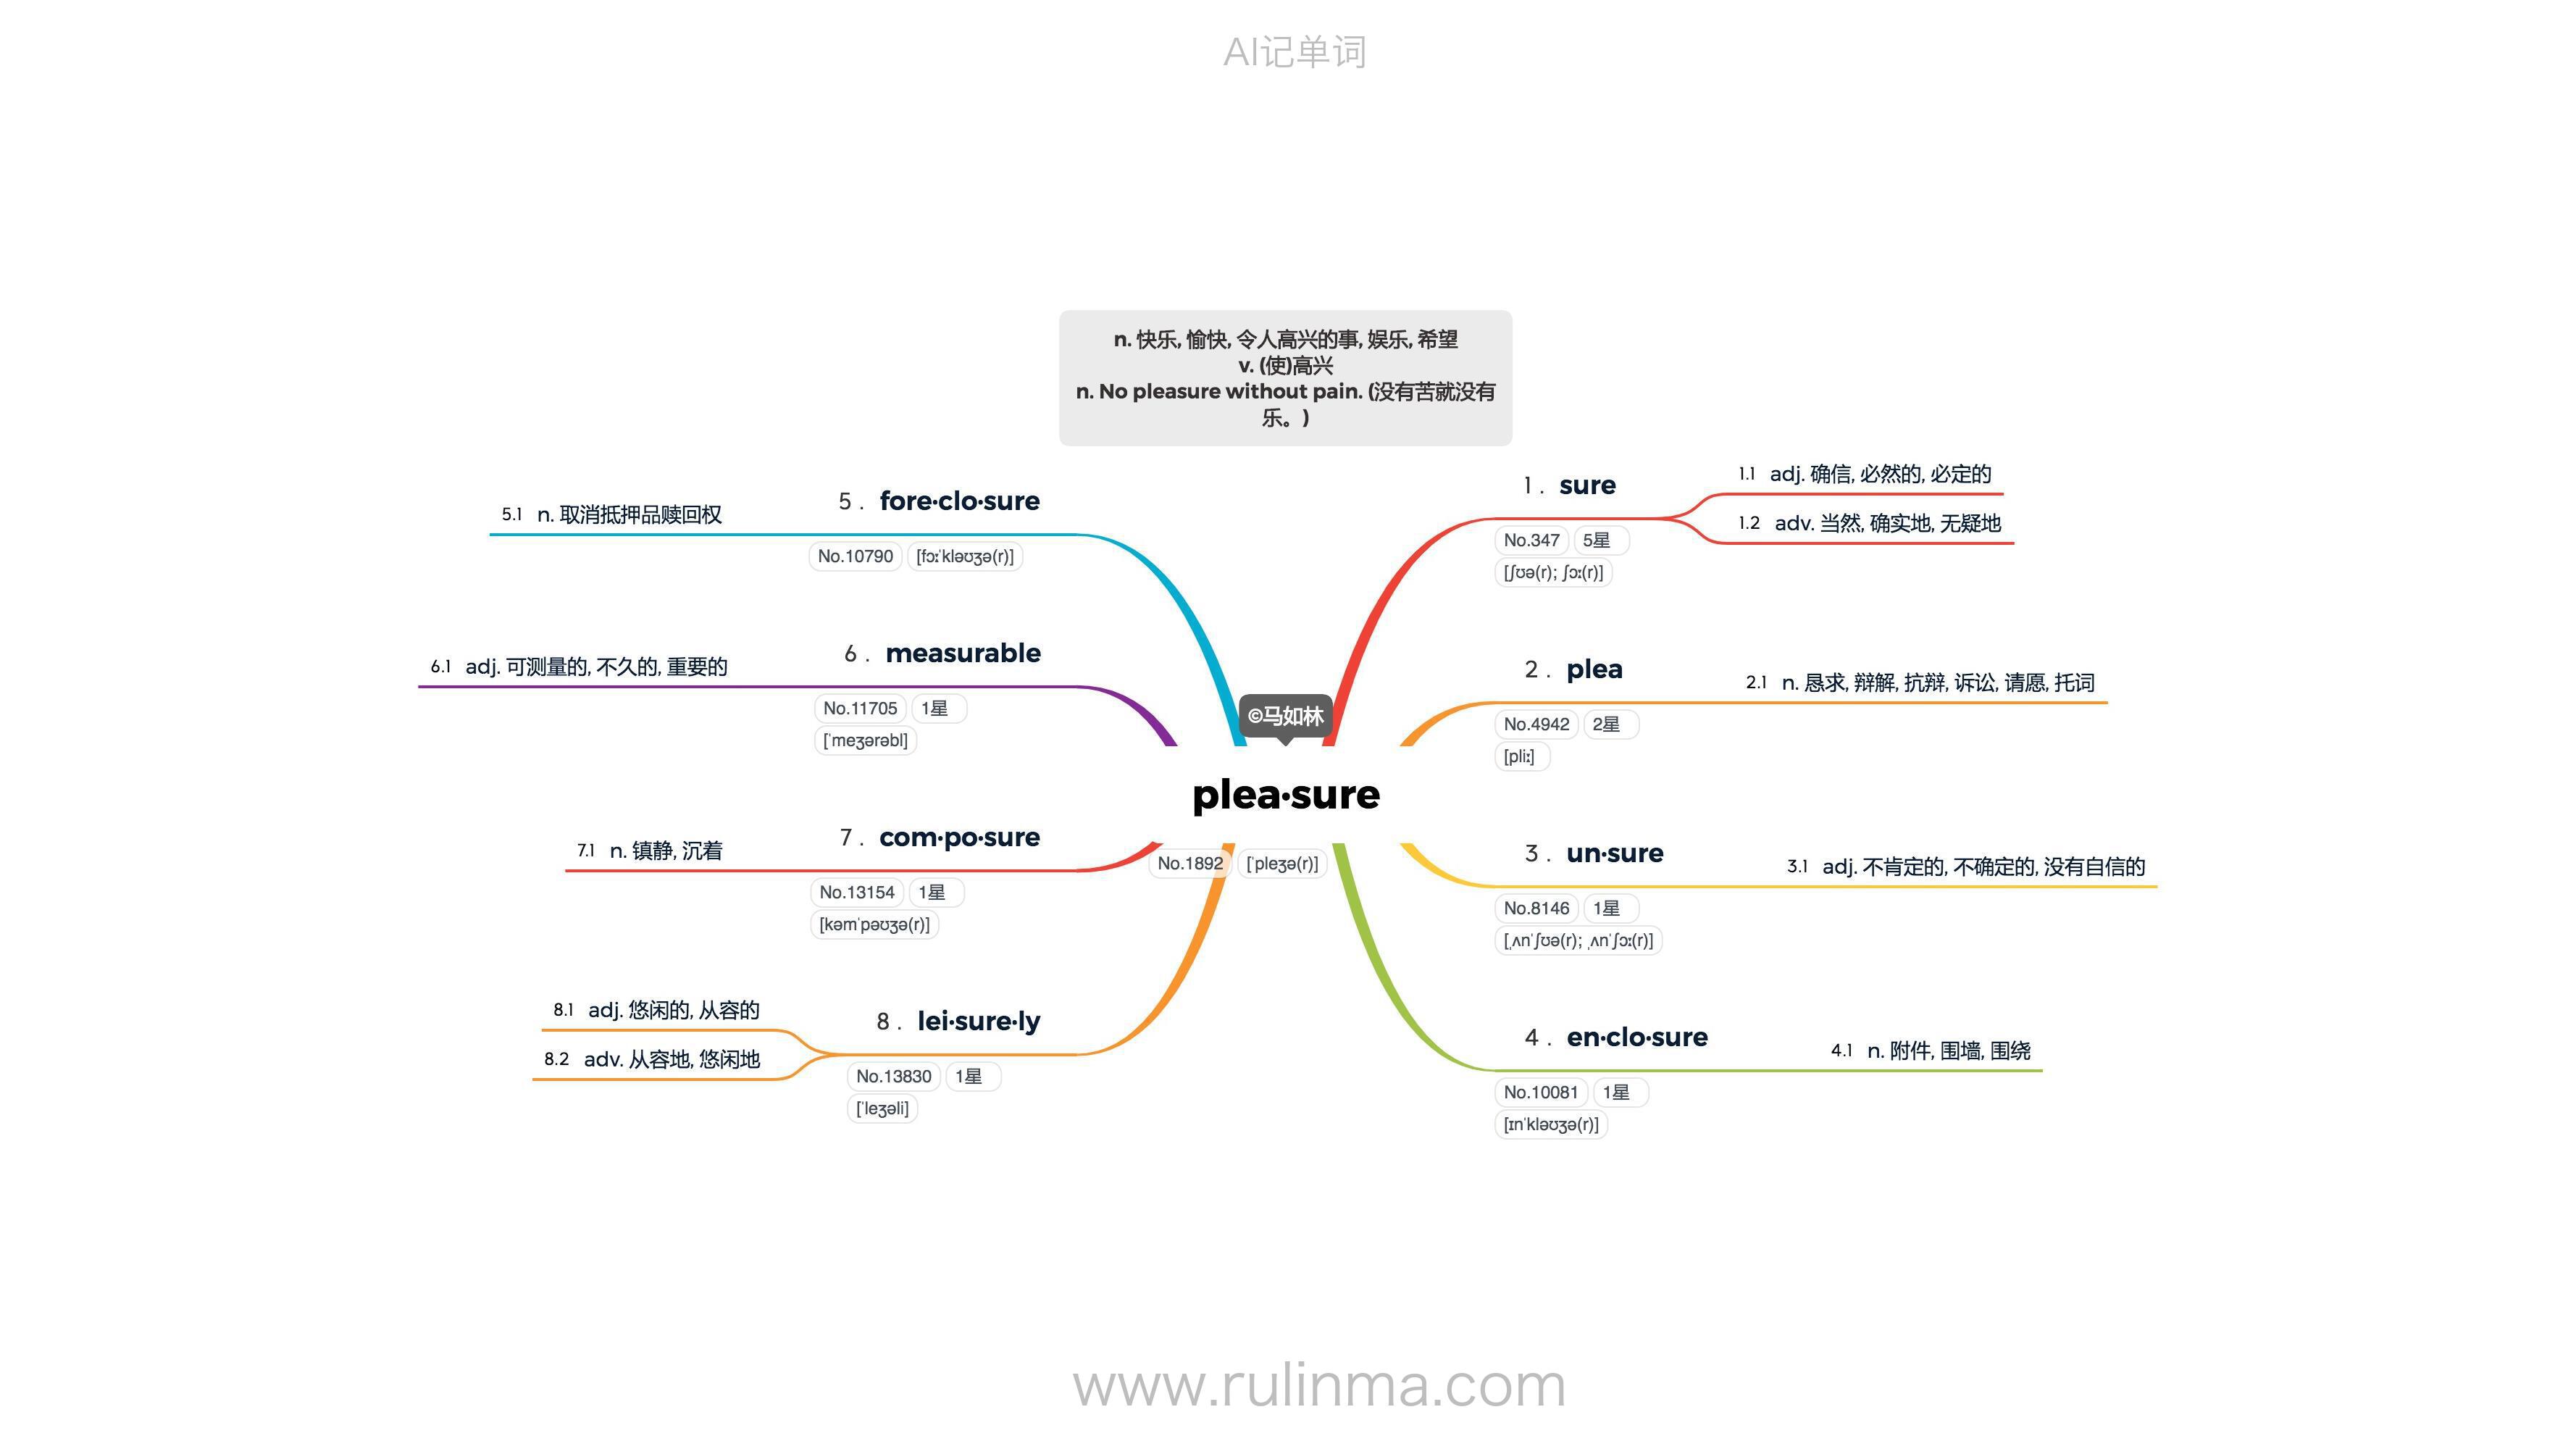 AI记单词
n. 快乐, 愉快, 令人高兴的事, 娱乐, 希望
v. (使)高兴
n. No pleasure without pain. (没有苦就没有
乐。)
©马如林
plea·sure
No.1892 [ˈpleʒə(r)]
1 . sure
No.347 5星
[ʃʊə(r); ʃɔː(r)]
1.1 adj. 确信, 必然的, 必定的
1.2 adv. 当然, 确实地, 无疑地
2 . plea
No.4942 2星
[pliː]
2.1 n. 恳求, 辩解, 抗辩, 诉讼, 请愿, 托词
3 . un·sure
No.8146 1星
[ˌʌnˈʃʊə(r); ˌʌnˈʃɔː(r)]
3.1 adj. 不肯定的, 不确定的, 没有自信的
4 . en·clo·sure
No.10081 1星
[ɪnˈkləʊʒə(r)]
4.1 n. 附件, 围墙, 围绕
5 . fore·clo·sure
No.10790 [fɔːˈkləʊʒə(r)]
5.1 n. 取消抵押品赎回权
6 . measurable
No.11705 1星
[ˈmeʒərəbl]
6.1 adj. 可测量的, 不久的, 重要的
7 . com·po·sure
No.13154 1星
[kəmˈpəʊʒə(r)]
7.1 n. 镇静, 沉着
8 . lei·sure·ly
No.13830 1星
[ˈleʒəli]
8.1 adj. 悠闲的, 从容的
8.2 adv. 从容地, 悠闲地
www.rulinma.com